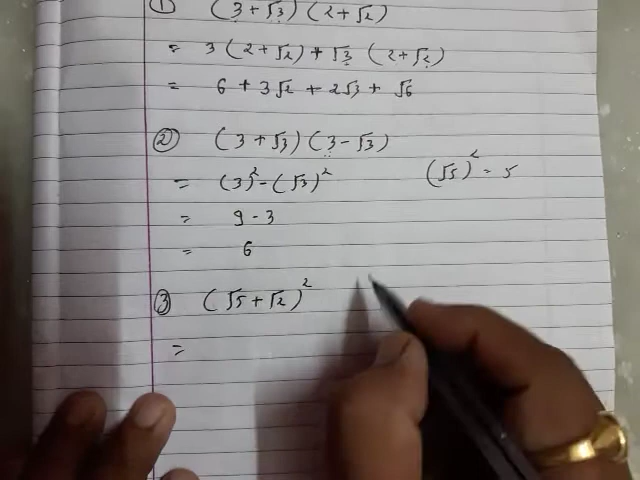 ① (3 + √3) (2 + √2)
= 3 (2 + √2) + √3 (2 + √2)
= 6 + 3√2 + 2√3 + √6
② (3 + √3) (3 - √3)
= (3)² - (√3)² (√5)² = 5
= 9 - 3
= 6
③ (√5 + √2)²
=